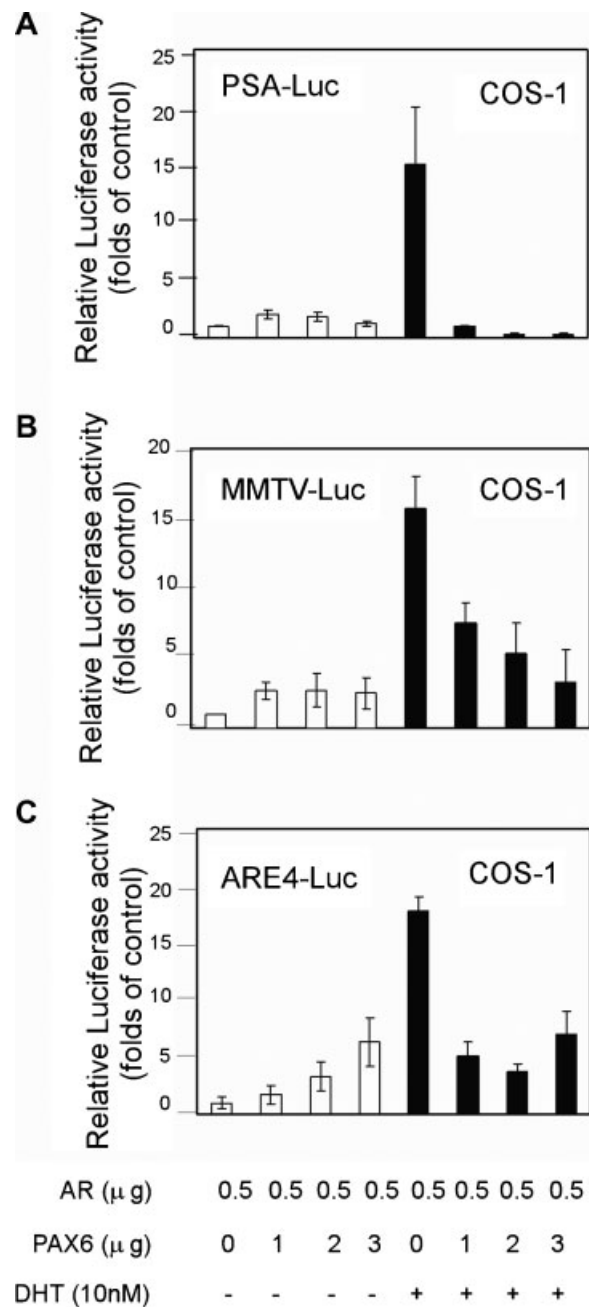 A
Relative Luciferase activity
(folds of control)
25
20
15
10
5
0
PSA-Luc
COS-1
B
Relative Luciferase activity
(folds of control)
20
15
10
5
0
MMTV-Luc
COS-1
C
Relative Luciferase activity
(folds of control)
25
20
15
10
5
0
ARE4-Luc
COS-1
AR (μ g) 0.5 0.5 0.5 0.5 0.5 0.5 0.5 0.5
PAX6 (μ g) 0 1 2 3 0 1 2 3
DHT (10nM) - - - - + + + +